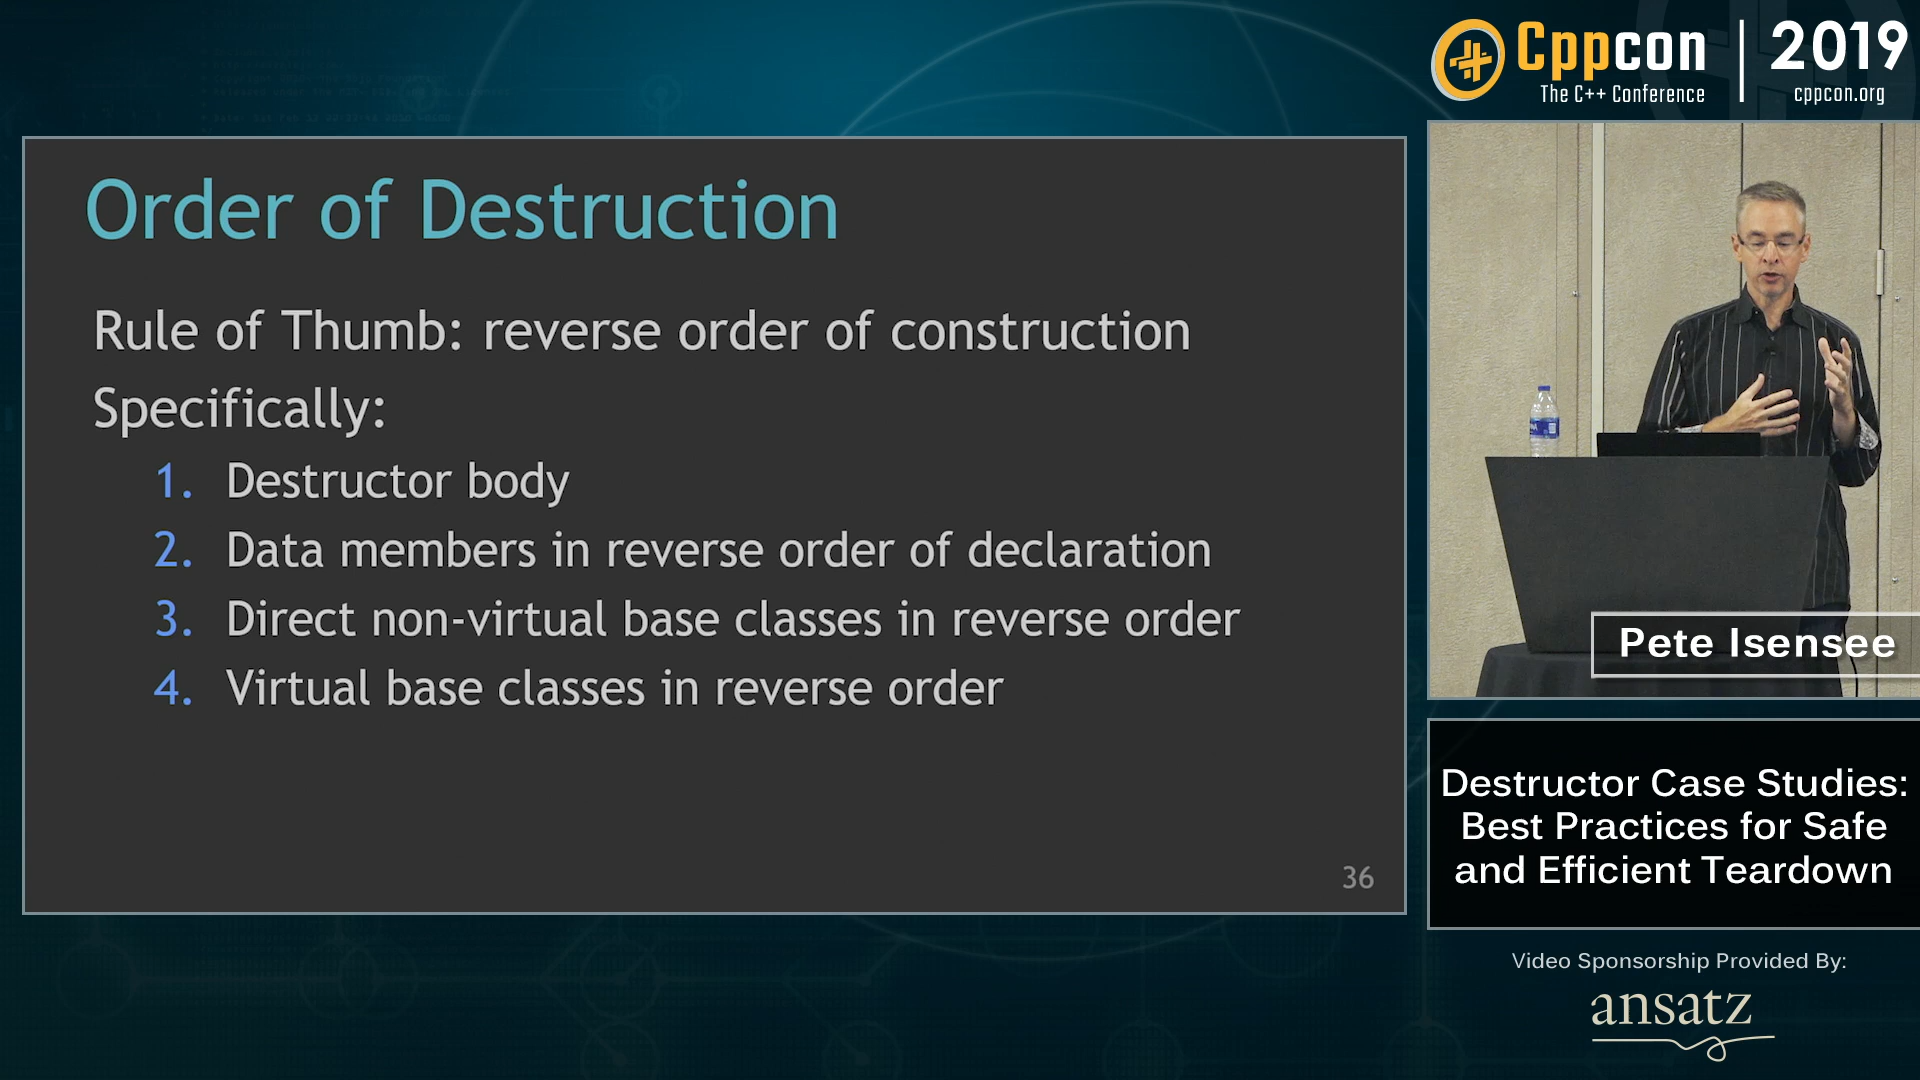 Cppcon
The C++ Conference
2019
cppcon.org
Order of Destruction
Rule of Thumb: reverse order of construction
Specifically:
1. Destructor body
2. Data members in reverse order of declaration
3. Direct non-virtual base classes in reverse order
4. Virtual base classes in reverse order
36
Pete Isensee
Destructor Case Studies:
Best Practices for Safe
and Efficient Teardown
Video Sponsorship Provided By:
ansatz